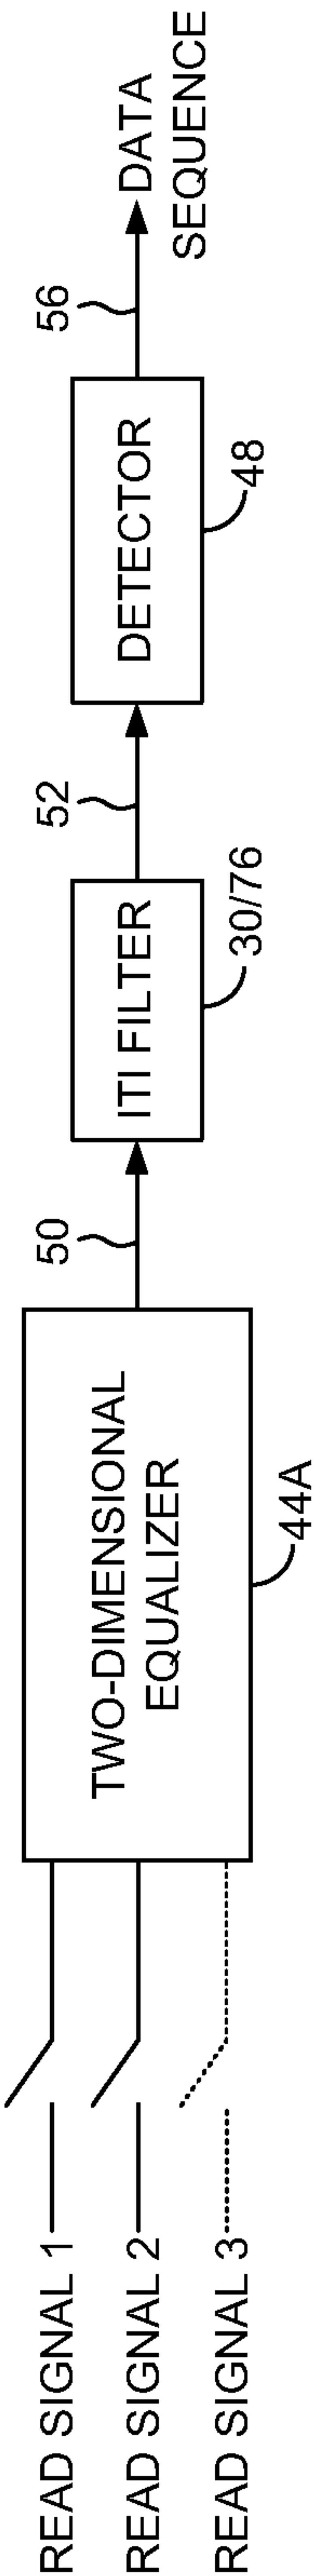 READ SIGNAL 1
READ SIGNAL 2
READ SIGNAL 3
TWO-DIMENSIONAL
EQUALIZER
44A
50
ITI FILTER
30/76
52
DETECTOR
48
56
DATA
SEQUENCE